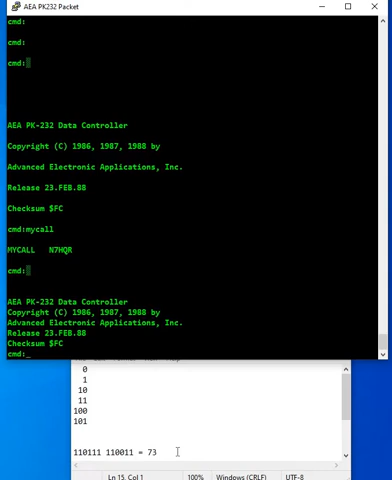 AEA PK232 Packet
cmd:
cmd:
cmd:
AEA PK-232 Data Controller
Copyright (C) 1986, 1987, 1988 by
Advanced Electronic Applications, Inc.
Release 23.FEB.88
Checksum $FC
cmd:mycall
MYCALL N7HQR
cmd:
AEA PK-232 Data Controller
Copyright (C) 1986, 1987, 1988 by
Advanced Electronic Applications, Inc.
Release 23.FEB.88
Checksum $FC
cmd:_
0
1
10
11
100
101
110111 110011 = 73
Ln 15, Col 1 100% Windows (CRLF) UTF-8